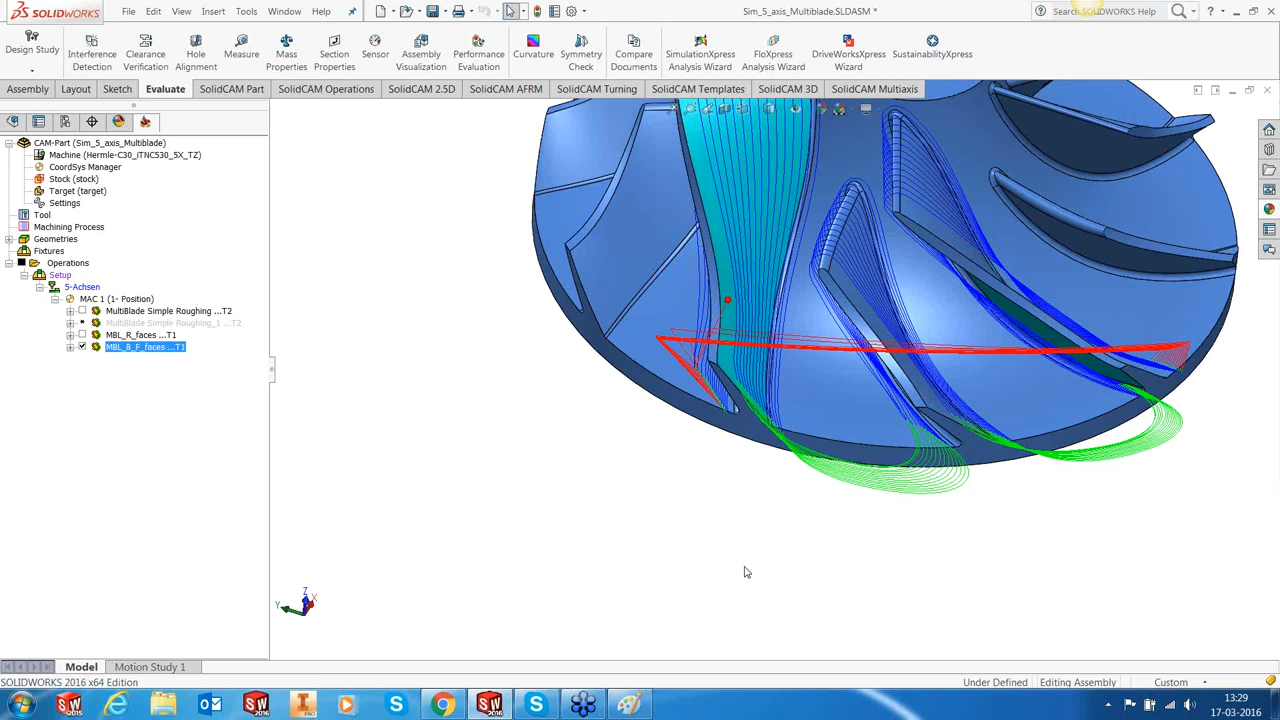 SOLIDWORKS File Edit View Insert Tools Window Help Sim_5_axis_Multiblade.SLDASM * Search SOLIDWORKS Help
Design Study
Interference Detection
Clearance Verification
Hole Alignment
Measure
Mass Properties
Section Properties
Sensor
Assembly Visualization
Performance Evaluation
Curvature
Symmetry Check
Compare Documents
SimulationXpress Analysis Wizard
FloXpress Analysis Wizard
DriveWorksXpress Wizard
SustainabilityXpress
Assembly Layout Sketch Evaluate SolidCAM Part SolidCAM Operations SolidCAM 2.5D SolidCAM AFRM SolidCAM Turning SolidCAM Templates SolidCAM 3D SolidCAM Multiaxis
CAM-Part (Sim_5_axis_Multiblade)
Machine (Hermle-C30_iTNC530_5X_TZ)
CoordSys Manager
Stock (stock)
Target (target)
Settings
Tool
Machining Process
Geometries
Fixtures
Operations
Setup
5-Achsen
MAC 1 (1- Position)
MultiBlade Simple Roughing ...T2
MultiBlade Simple Roughing_1 ...T2
MBL_R_faces ...T1
MBL_B_F_faces ...T1
Z
Y
X
Model Motion Study 1
SOLIDWORKS 2016 x64 Edition Under Defined Editing Assembly Custom
13:29
17-03-2016